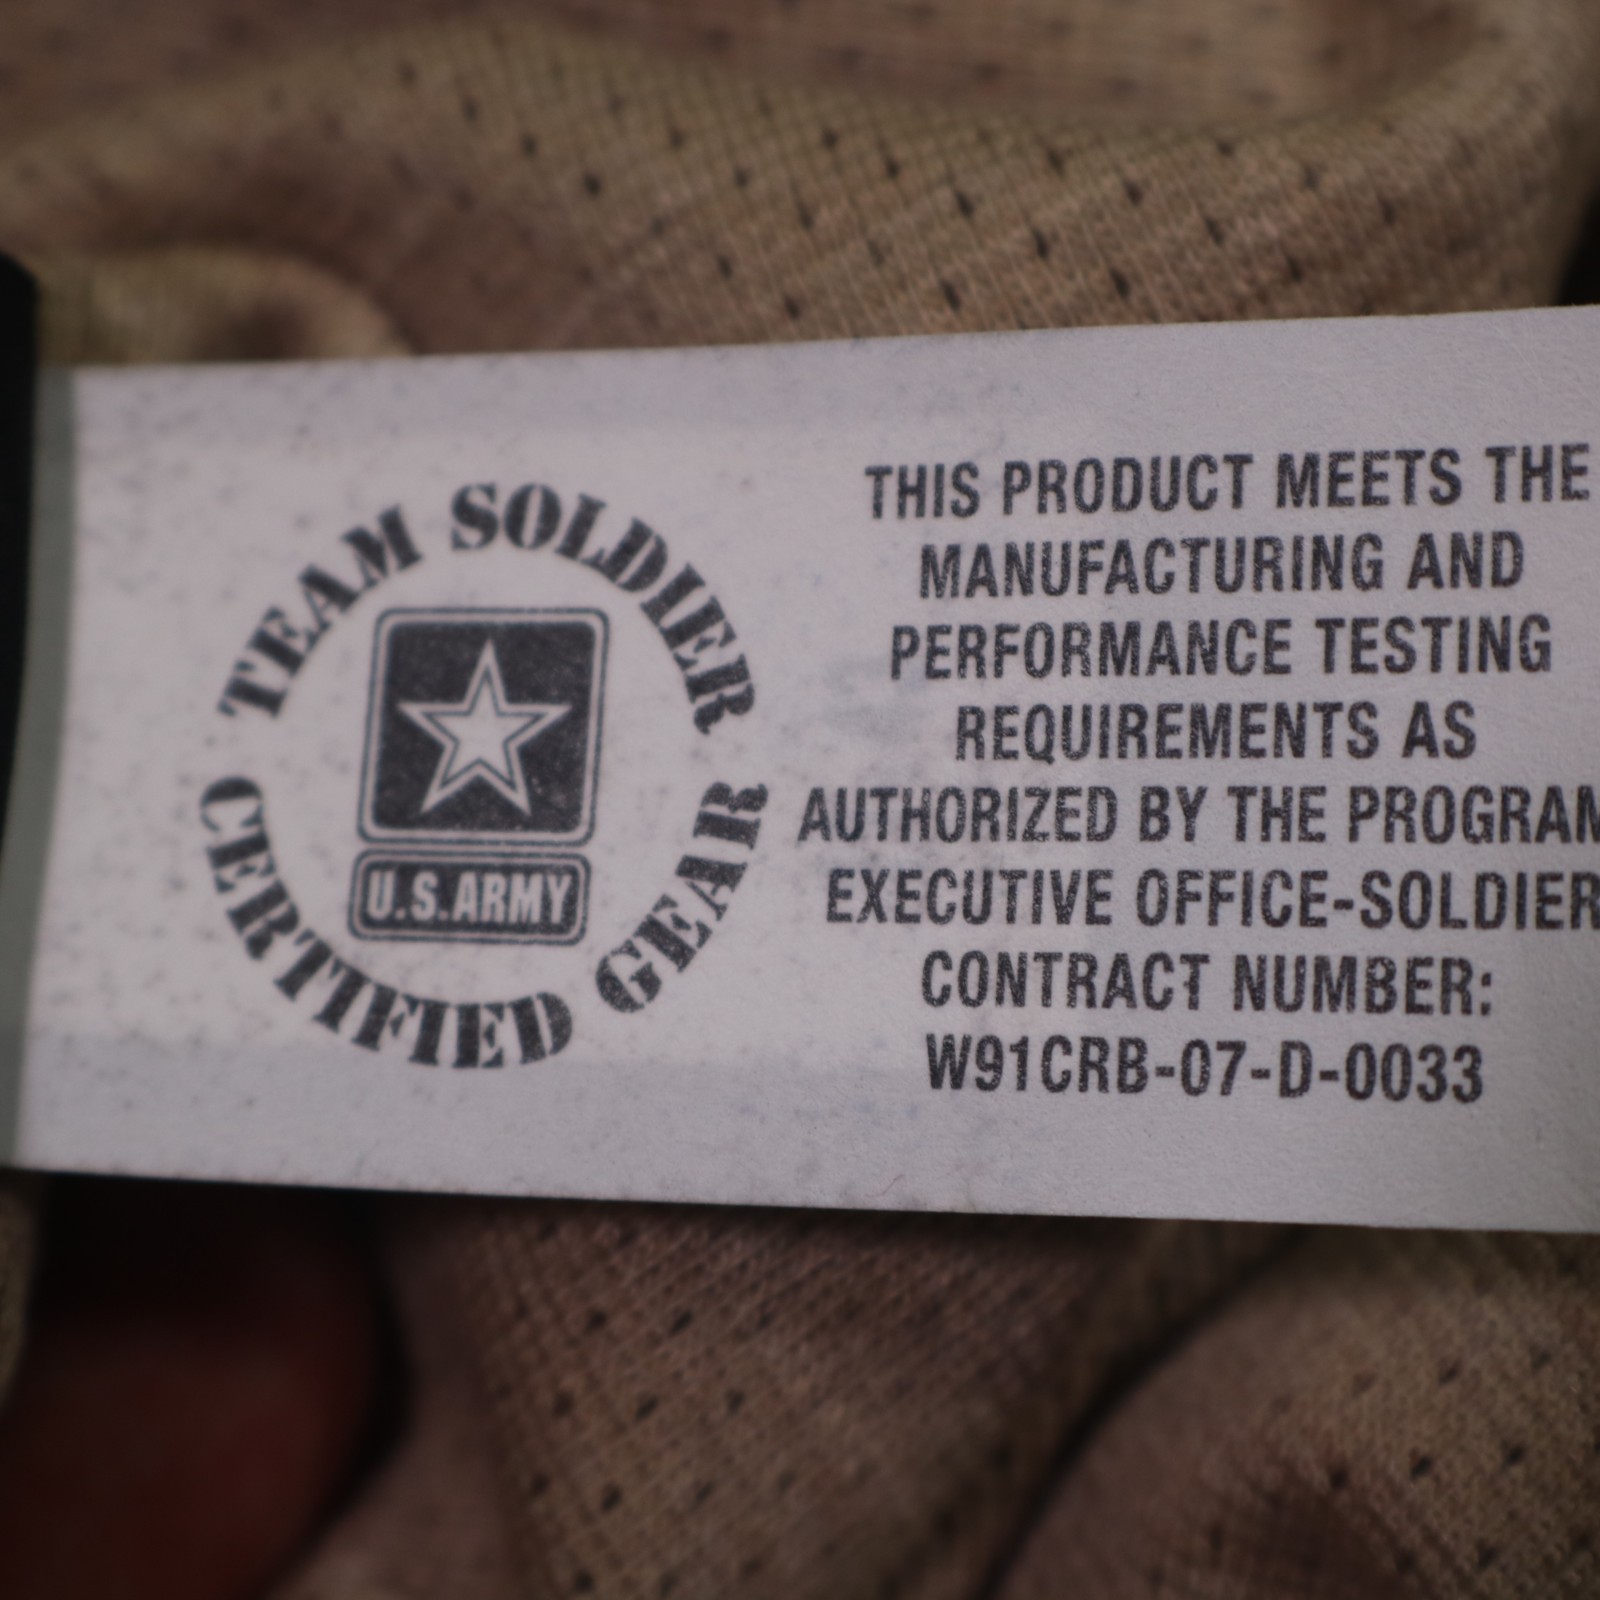 TEAM SOLDIER
CERTIFIED GEAR
U.S.ARMY
THIS PRODUCT MEETS THE
MANUFACTURING AND
PERFORMANCE TESTING
REQUIREMENTS AS
AUTHORIZED BY THE PROGRAM
EXECUTIVE OFFICE-SOLDIER
CONTRACT NUMBER:
W91CRB-07-D-0033